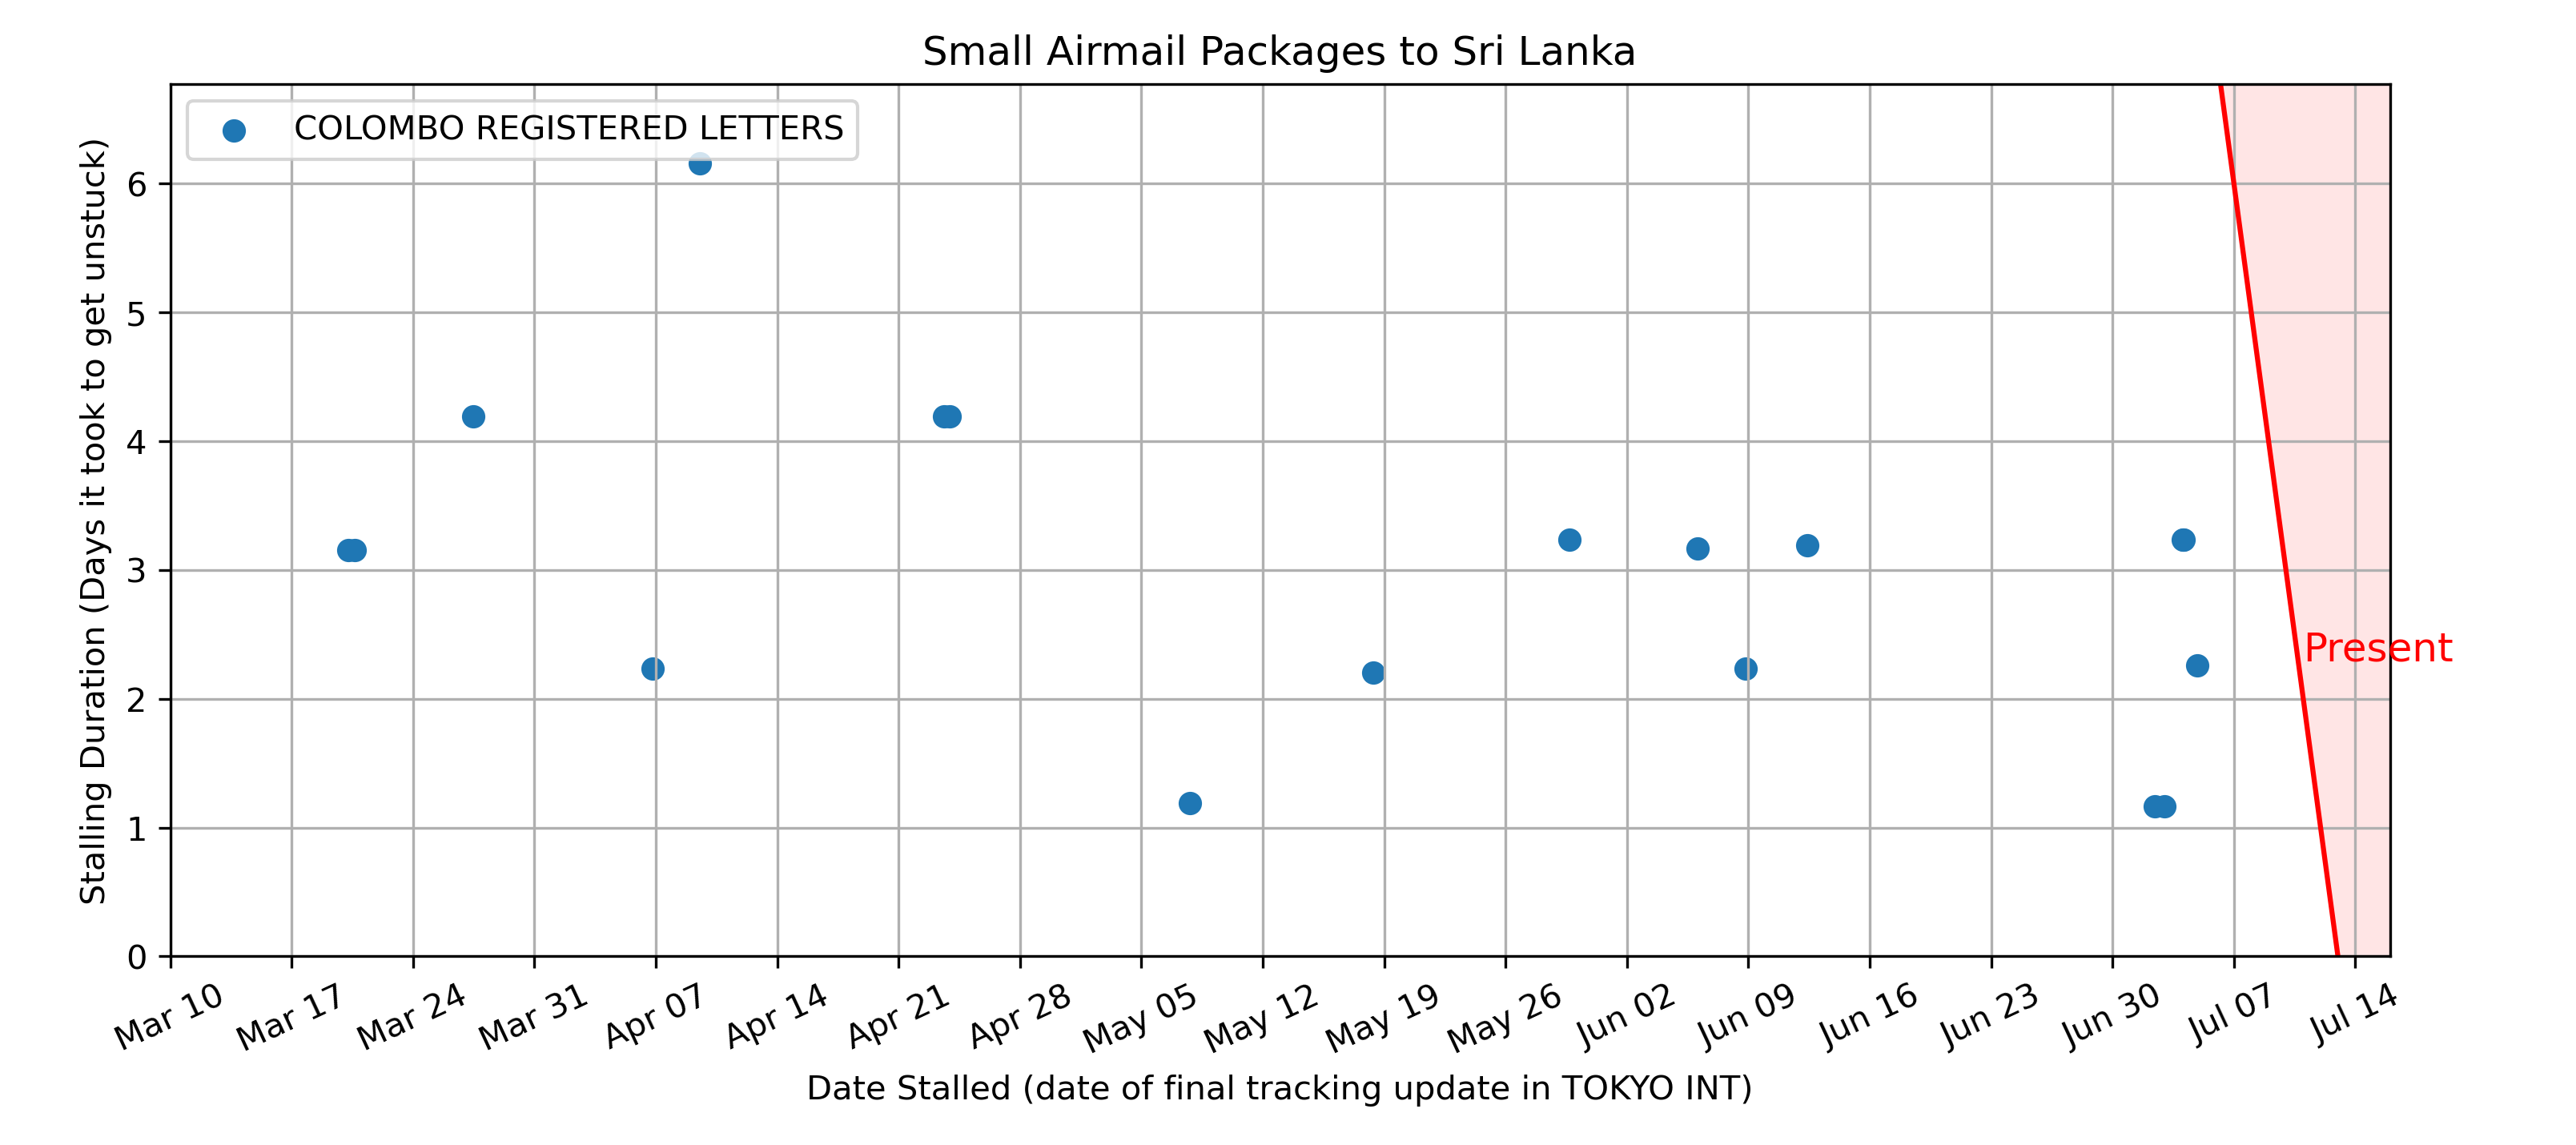 Small Airmail Packages to Sri Lanka
COLOMBO REGISTERED LETTERS
Stalling Duration (Days it took to get unstuck)
6
5
4
3
2
1
0
Present
Mar 10
Mar 17
Mar 24
Mar 31
Apr 07
Apr 14
Apr 21
Apr 28
May 05
May 12
May 19
May 26
Jun 02
Jun 09
Jun 16
Jun 23
Jun 30
Jul 07
Jul 14
Date Stalled (date of final tracking update in TOKYO INT)